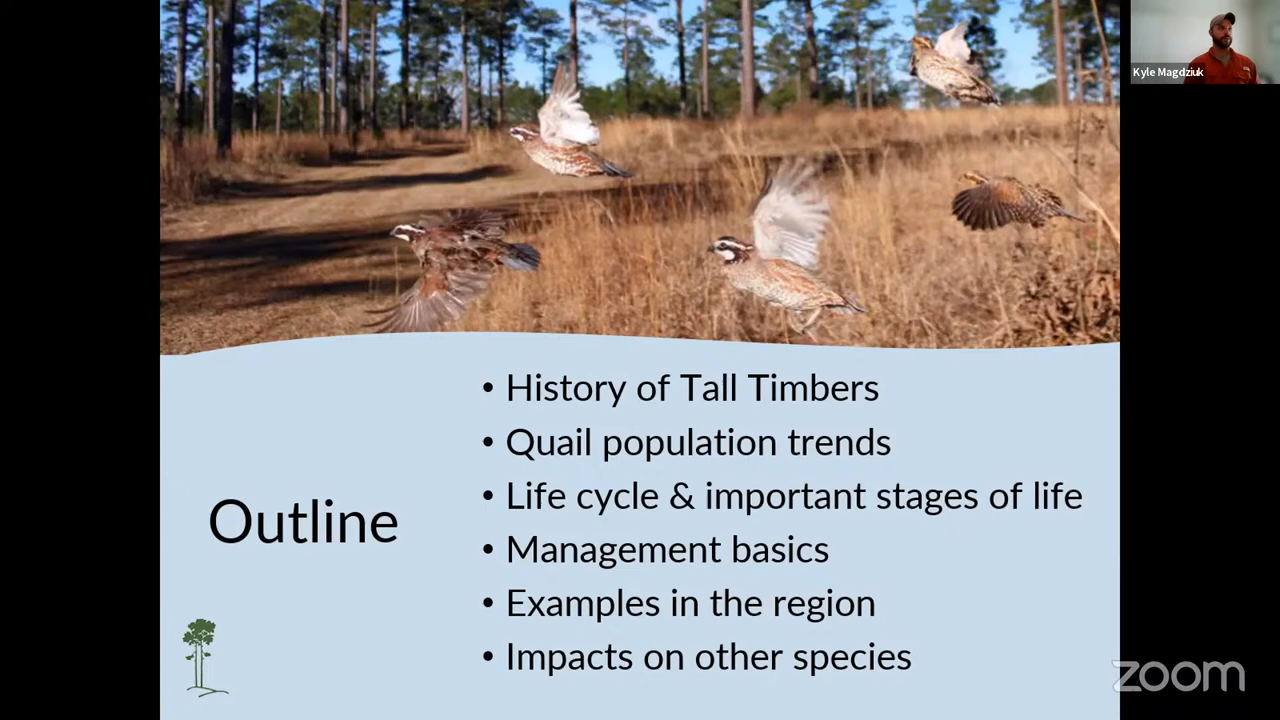 Kyle Magdziuk
Outline
• History of Tall Timbers
• Quail population trends
• Life cycle & important stages of life
• Management basics
• Examples in the region
• Impacts on other species
zoom